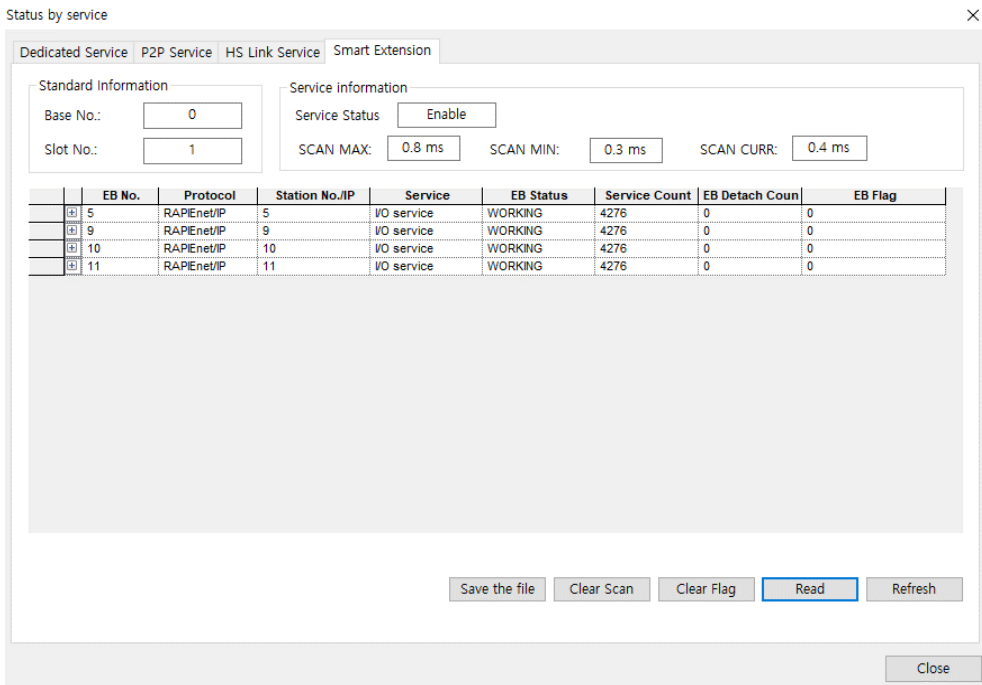 Status by service
Dedicated Service P2P Service HS Link Service Smart Extension
Standard Information
Base No.: 0
Slot No.: 1
Service information
Service Status Enable
SCAN MAX: 0.8 ms SCAN MIN: 0.3 ms SCAN CURR: 0.4 ms
EB No. Protocol Station No./IP Service EB Status Service Count EB Detach Coun EB Flag
5 RAPIEnet/IP 5 I/O service WORKING 4276 0 0
9 RAPIEnet/IP 9 I/O service WORKING 4276 0 0
10 RAPIEnet/IP 10 I/O service WORKING 4276 0 0
11 RAPIEnet/IP 11 I/O service WORKING 4276 0 0
Save the file Clear Scan Clear Flag Read Refresh
Close